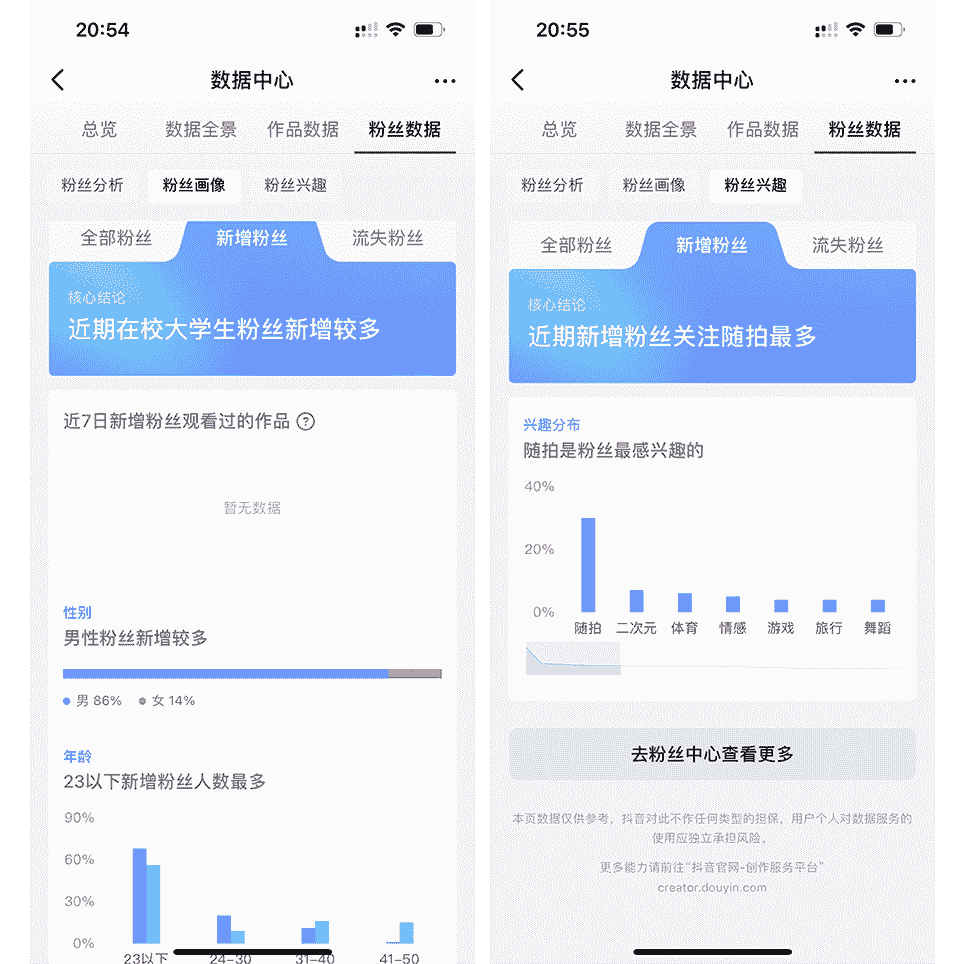 20:54
数据中心
总览 数据全景 作品数据 粉丝数据
粉丝分析 粉丝画像 粉丝兴趣
全部粉丝 新增粉丝 流失粉丝
核心结论
近期在校大学生粉丝新增较多
近7日新增粉丝观看过的作品 ?
暂无数据
性别
男性粉丝新增较多
男 86% 女 14%
年龄
23以下新增粉丝人数最多
90%
60%
30%
0%
23以下 24-30 31-40 41-50
20:55
数据中心
总览 数据全景 作品数据 粉丝数据
粉丝分析 粉丝画像 粉丝兴趣
全部粉丝 新增粉丝 流失粉丝
核心结论
近期新增粉丝关注随拍最多
兴趣分布
随拍是粉丝最感兴趣的
40%
20%
0%
随拍 二次元 体育 情感 游戏 旅行 舞蹈
去粉丝中心查看更多
本页数据仅供参考，抖音对此不作任何类型的担保，用户个人对数据服务的
使用应独立承担风险。
更多能力请前往“抖音官网-创作服务平台”
creator.douyin.com